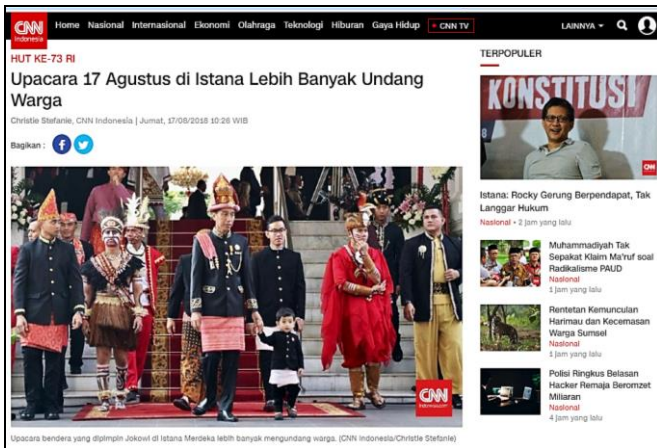 CNN
Indonesia
Home Nasional Internasional Ekonomi Olahraga Teknologi Hiburan Gaya Hidup CNN TV LAINNYA
HUT KE-73 RI
Upacara 17 Agustus di Istana Lebih Banyak Undang
Warga
Christie Stefanie, CNN Indonesia | Jumat, 17/08/2018 10:26 WIB
Bagikan :
CNN
Indonesia
Upacara bendera yang dipimpin Jokowi di Istana Merdeka lebih banyak mengundang warga. (CNN Indonesia/Christie Stefanie)
TERPOPULER
KONSTITUSI
8
CNN
Istana: Rocky Gerung Berpendapat, Tak
Langgar Hukum
Nasional • 2 jam yang lalu
Muhammadiyah Tak
Sepakat Klaim Ma'ruf soal
Radikalisme PAUD
Nasional
1 jam yang lalu
Rentetan Kemunculan
Harimau dan Kecemasan
Warga Sumsel
Nasional
1 jam yang lalu
Polisi Ringkus Belasan
Hacker Remaja Beromzet
Miliaran
Nasional
4 jam yang lalu